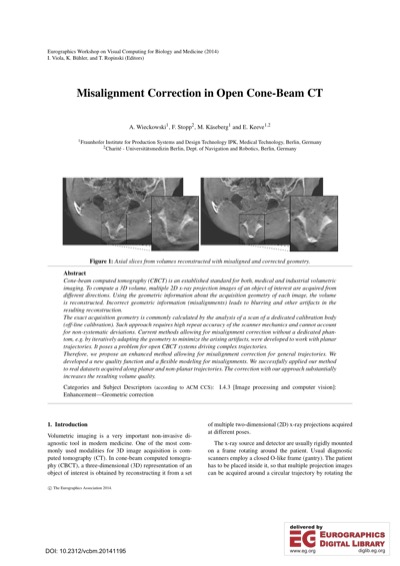 Eurographics Workshop on Visual Computing for Biology and Medicine (2014)
I. Viola, K. Bühler, and T. Ropinski (Editors)
Misalignment Correction in Open Cone-Beam CT
A. Wieckowski¹, F. Stopp², M. Käseberg¹ and E. Keeve¹,²
¹Fraunhofer Institute for Production Systems and Design Technology IPK, Medical Technology, Berlin, Germany
²Charité - Universitätsmedizin Berlin, Dept. of Navigation and Robotics, Berlin, Germany
Figure 1: Axial slices from volumes reconstructed with misaligned and corrected geometry.
Abstract
Cone-beam computed tomography (CBCT) is an established standard for both, medical and industrial volumetric
imaging. To compute a 3D volume, multiple 2D x-ray projection images of an object of interest are acquired from
different directions. Using the geometric information about the acquisition geometry of each image, the volume
is reconstructed. Incorrect geometric information (misalignments) leads to blurring and other artifacts in the
resulting reconstruction.
The exact acquisition geometry is commonly calculated by the analysis of a scan of a dedicated calibration body
(off-line calibration). Such approach requires high repeat accuracy of the scanner mechanics and cannot account
for non-systematic deviations. Current methods allowing for misalignment correction without a dedicated phan-
tom, e.g. by iteratively adapting the geometry to minimize the arising artifacts, were developed to work with planar
trajectories. It poses a problem for open CBCT systems driving complex trajectories.
Therefore, we propose an enhanced method allowing for misalignment correction for general trajectories. We
developed a new quality function and a flexible modeling for misalignments. We successfully applied our method
to real datasets acquired along planar and non-planar trajectories. The correction with our approach substantially
increases the resulting volume quality.
Categories and Subject Descriptors (according to ACM CCS): I.4.3 [Image processing and computer vision]:
Enhancement—Geometric correction
1. Introduction
Volumetric imaging is a very important non-invasive di-
agnostic tool in modern medicine. One of the most com-
monly used modalities for 3D image acquisition is com-
puted tomography (CT). In cone-beam computed tomogra-
phy (CBCT), a three-dimensional (3D) representation of an
object of interest is obtained by reconstructing it from a set
of multiple two-dimensional (2D) x-ray projections acquired
at different poses.
The x-ray source and detector are usually rigidly mounted
on a frame rotating around the patient. Usual diagnostic
scanners employ a closed O-like frame (gantry). The patient
has to be placed inside it, so that multiple projection images
can be acquired around a circular trajectory by rotating the
© The Eurographics Association 2014.
DOI: 10.2312/vcbm.20141195
delivered by
EG EUROGRAPHICS
DIGITAL LIBRARY
www.eg.org
diglib.eg.org